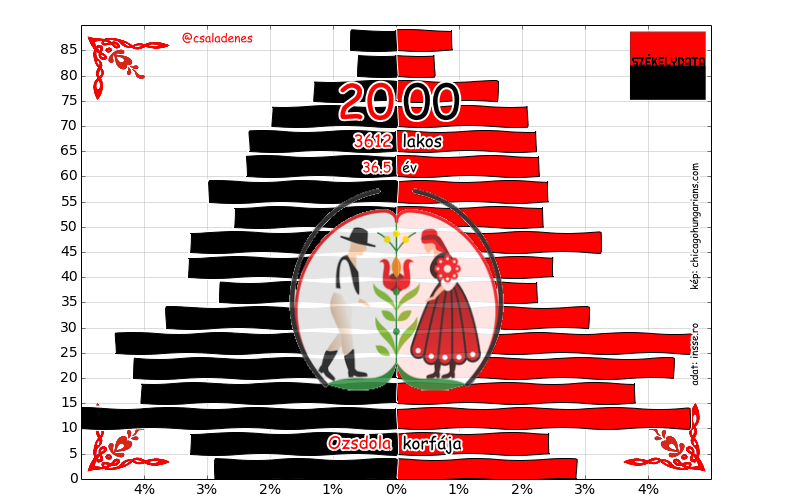 @csaladenes
SZÉKELYDATA
2000
3612 lakos
36.5 év
kép: chicagohungarians.com
adat: insse.ro
Ozsdola korfája
85
80
75
70
65
60
55
50
45
40
35
30
25
20
15
10
5
0
4% 3% 2% 1% 0% 1% 2% 3% 4%